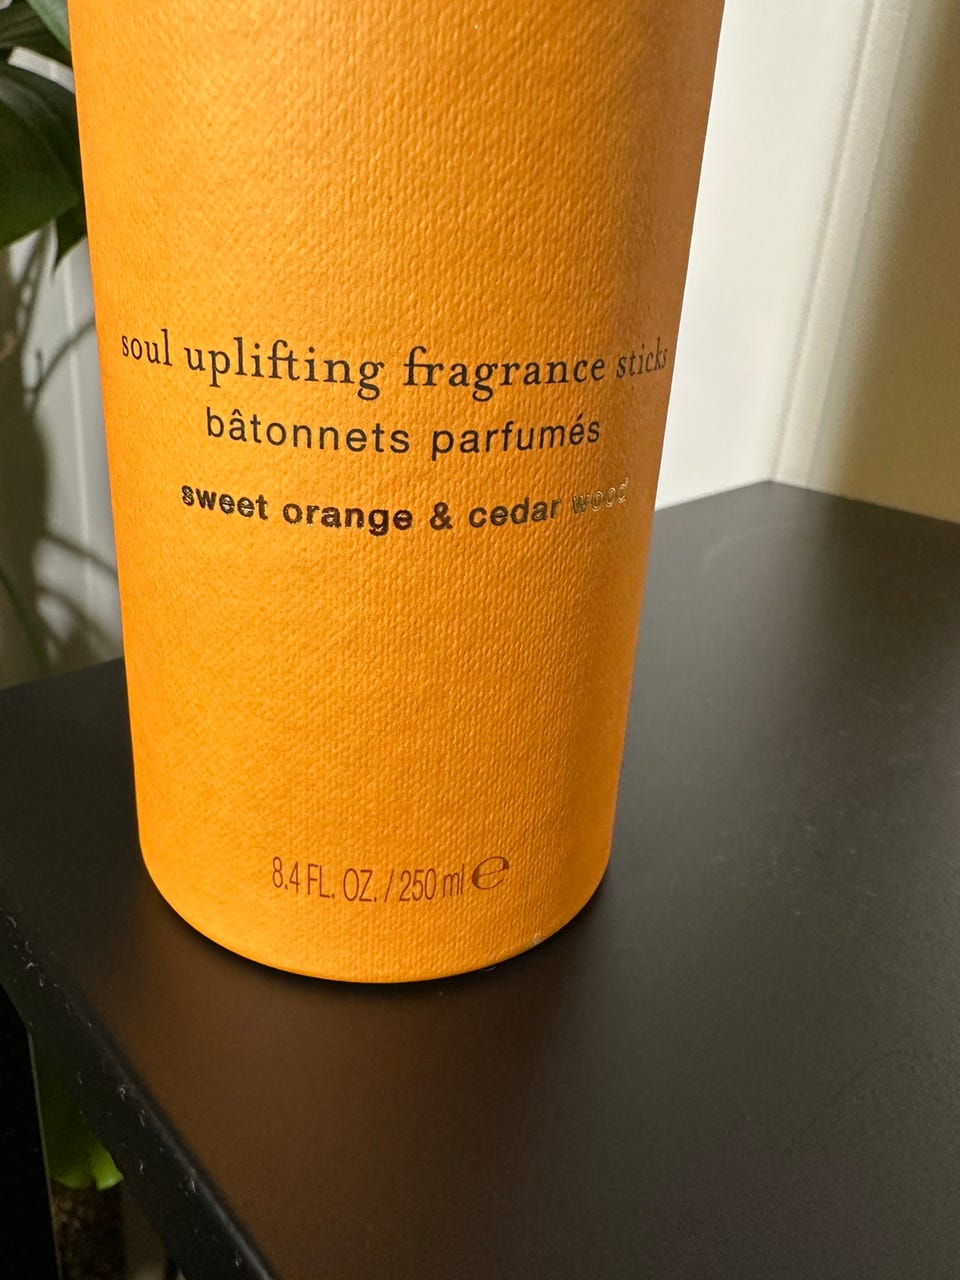 soul uplifting fragrance sticks
bâtonnets parfumés
sweet orange & cedar wood
8.4 FL. OZ. / 250 ml ℮